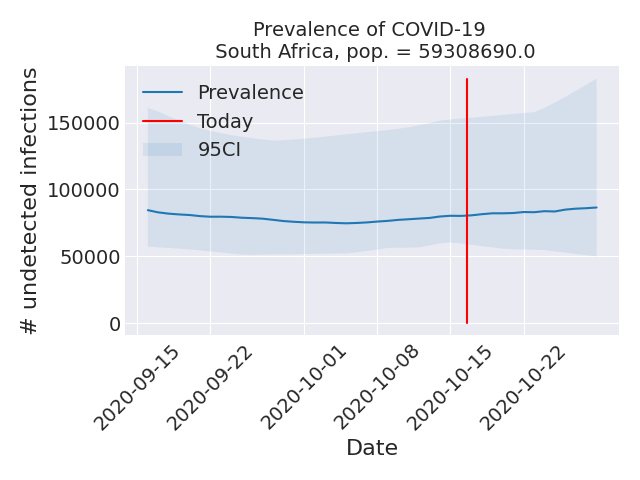 Prevalence of COVID-19
South Africa, pop. = 59308690.0
# undetected infections
150000
100000
50000
0
Prevalence
Today
95CI
2020-09-15
2020-09-22
2020-10-01
2020-10-08
2020-10-15
2020-10-22
Date